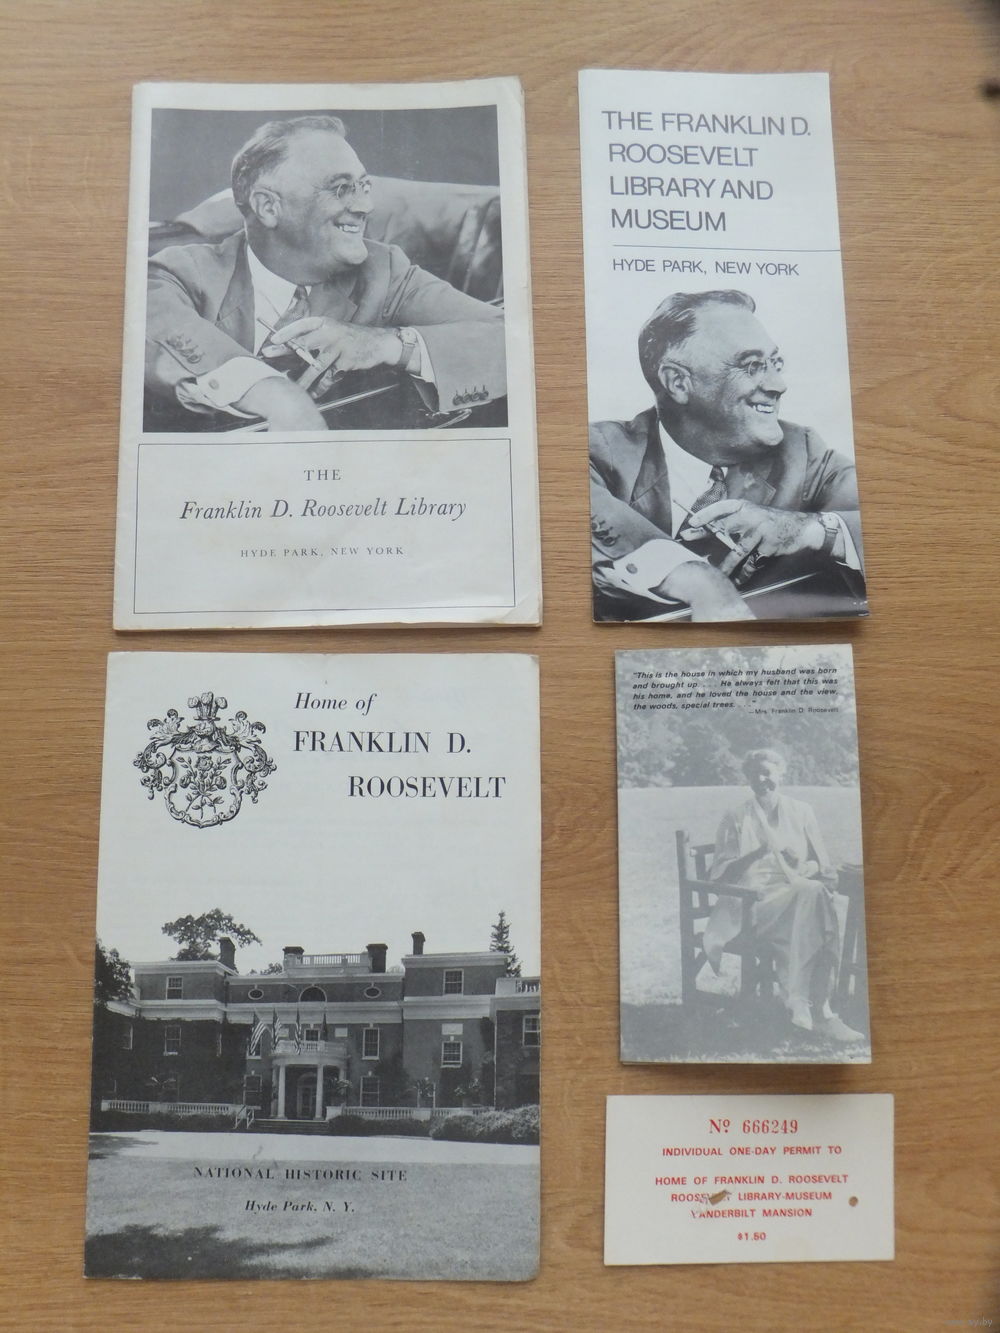 THE
Franklin D. Roosevelt Library
HYDE PARK, NEW YORK
THE FRANKLIN D.
ROOSEVELT
LIBRARY AND
MUSEUM
HYDE PARK, NEW YORK
Home of
FRANKLIN D.
ROOSEVELT
NATIONAL HISTORIC SITE
Hyde Park, N. Y.
"This is the house in which my husband was born
and brought up . . . . He always felt that this was
his home, and he loved the house and the view,
the woods, special trees. . . ."
—Mrs. Franklin D. Roosevelt
Nº 666249
INDIVIDUAL ONE-DAY PERMIT TO
HOME OF FRANKLIN D. ROOSEVELT
ROOSEVELT LIBRARY-MUSEUM
VANDERBILT MANSION
$1.50